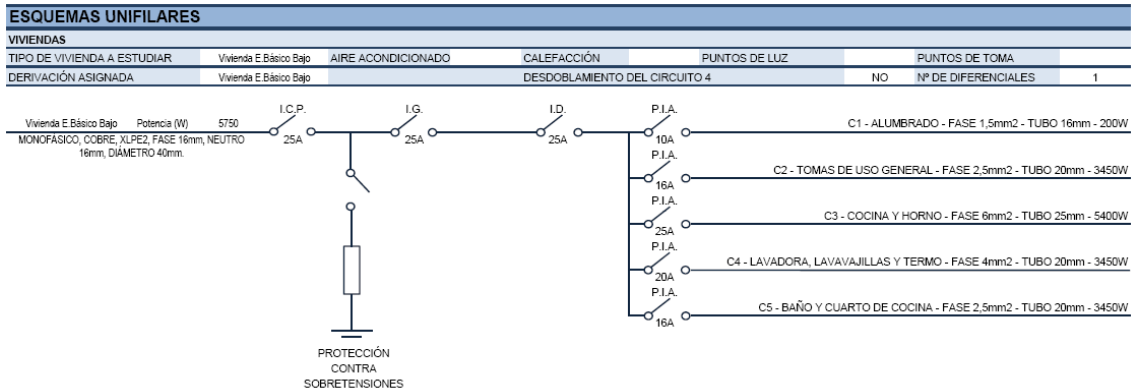 ESQUEMAS UNIFILARES
VIVIENDAS
TIPO DE VIVIENDA A ESTUDIAR Vivienda E.Básico Bajo AIRE ACONDICIONADO CALEFACCIÓN PUNTOS DE LUZ PUNTOS DE TOMA
DERIVACIÓN ASIGNADA Vivienda E.Básico Bajo DESDOBLAMIENTO DEL CIRCUITO 4 NO Nº DE DIFERENCIALES 1
Vivienda E.Básico Bajo Potencia (W) 5750
MONOFÁSICO, COBRE, XLPE2, FASE 16mm, NEUTRO
16mm, DIÁMETRO 40mm.
I.C.P.
25A
I.G.
25A
I.D.
25A
P.I.A.
10A
C1 - ALUMBRADO - FASE 1,5mm2 - TUBO 16mm - 200W
P.I.A.
16A
C2 - TOMAS DE USO GENERAL - FASE 2,5mm2 - TUBO 20mm - 3450W
P.I.A.
25A
C3 - COCINA Y HORNO - FASE 6mm2 - TUBO 25mm - 5400W
P.I.A.
20A
C4 - LAVADORA, LAVAVAJILLAS Y TERMO - FASE 4mm2 - TUBO 20mm - 3450W
P.I.A.
16A
C5 - BAÑO Y CUARTO DE COCINA - FASE 2,5mm2 - TUBO 20mm - 3450W
PROTECCIÓN
CONTRA
SOBRETENSIONES